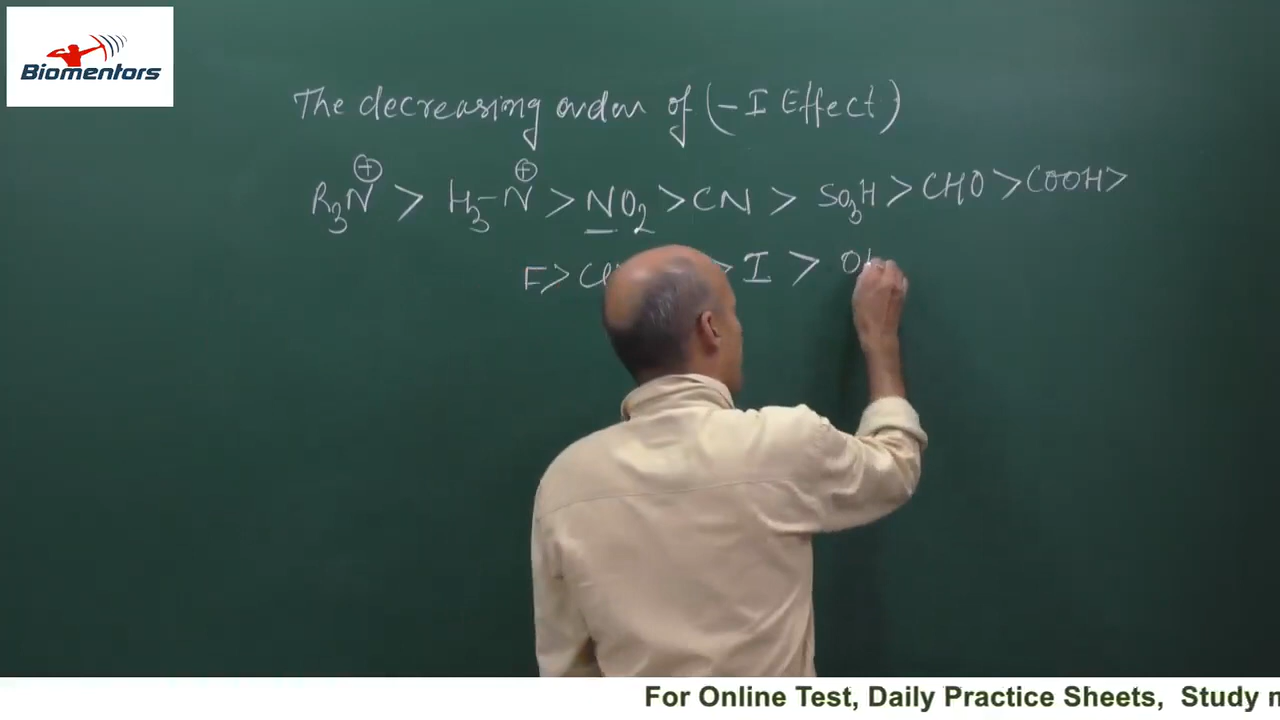 Biomentors
The decreasing order of (- I Effect)
R3N⊕ > H3-N⊕ > NO2 > CN > SO3H > CHO > COOH >
F > Cl > I >
For Online Test, Daily Practice Sheets, Study